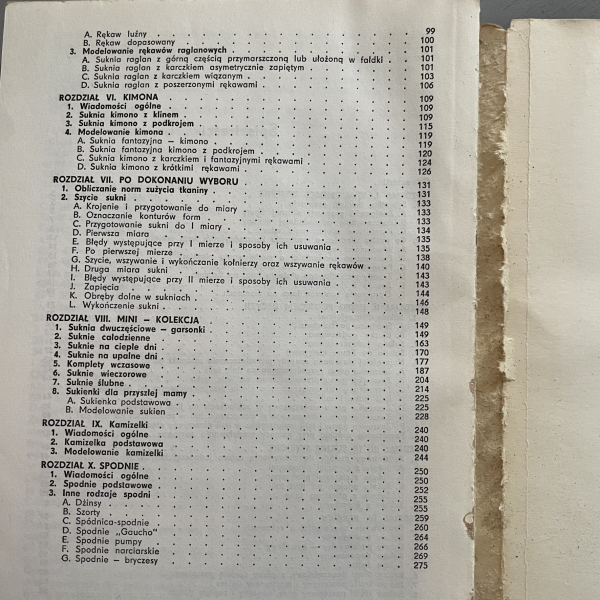 A. Rękaw luźny . . . . . 99
B. Rękaw dopasowany . . . . . 100
3. Modelowanie rękawów raglanowych . . . . . 101
A. Suknia raglan z górną częścią przymarszczoną lub ułożoną w fałdki . 101
B. Suknia raglan z karczkiem asymetrycznie zapiętym . . . . . 101
C. Suknia raglan z karczkiem wiązanym . . . . . 103
D. Suknia raglan z poszerzonymi rękawami . . . . . 106
ROZDZIAŁ VI. KIMONA . . . . . 109
1. Wiadomości ogólne . . . . . 109
2. Suknia kimono z klinem . . . . . 109
3. Suknia kimono z podkrojem . . . . . 115
4. Modelowanie kimona . . . . . 119
A. Suknia fantazyjna — kimono . . . . . 119
B. Suknia fantazyjna kimono z podkrojem . . . . . 120
C. Suknia kimono z karczkiem i fantazyjnymi rękawami . . . . . 124
D. Suknia kimono z krótkimi rękawami . . . . . 126
ROZDZIAŁ VII. PO DOKONANIU WYBORU . . . . . 131
1. Obliczanie norm zużycia tkaniny . . . . . 131
2. Szycie sukni . . . . . 133
A. Krojenie i przygotowanie do miary . . . . . 133
B. Oznaczanie konturów form . . . . . 133
C. Przygotowanie sukni do I miary . . . . . 134
D. Pierwsza miara . . . . . 135
E. Błędy występujące przy I mierze i sposoby ich usuwania . . . . . 135
F. Po pierwszej mierze . . . . . 138
G. Szycie, wszywanie i wykończanie kołnierzy oraz wszywanie rękawów . 140
H. Druga miara sukni . . . . . 143
I. Błędy występujące przy II mierze i sposoby ich usuwania . . . . . 143
J. Zapięcia . . . . . 144
K. Obręby dolne w sukniach . . . . . 146
L. Wykończenie sukni . . . . . 148
ROZDZIAŁ VIII. MINI — KOLEKCJA . . . . . 149
1. Suknia dwuczęściowe — garsonki . . . . . 149
2. Suknie całodzienne . . . . . 163
3. Suknie na ciepłe dni . . . . . 170
4. Suknie na upalne dni . . . . . 177
5. Komplety wczasowe . . . . . 187
6. Suknie wieczorowe . . . . . 204
7. Suknie ślubne . . . . . 214
8. Sukienki dla przyszłej mamy . . . . . 225
A. Sukienka podstawowa . . . . . 225
B. Modelowanie sukien . . . . . 228
ROZDZIAŁ IX. Kamizelki . . . . . 240
1. Wiadomości ogólne . . . . . 240
2. Kamizelka podstawowa . . . . . 240
3. Modelowanie kamizelki . . . . . 244
ROZDZIAŁ X. SPODNIE . . . . . 250
1. Wiadomości ogólne . . . . . 250
2. Spodnie podstawowe . . . . . 252
3. Inne rodzaje spodni . . . . . 255
A. Dżinsy . . . . . 255
B. Szorty . . . . . 259
C. Spódnica-spodnie . . . . . 260
D. Spodnie „Gaucho" . . . . . 264
E. Spodnie pumpy . . . . . 266
F. Spodnie narciarskie . . . . . 269
G. Spodnie — bryczesy . . . . . 275